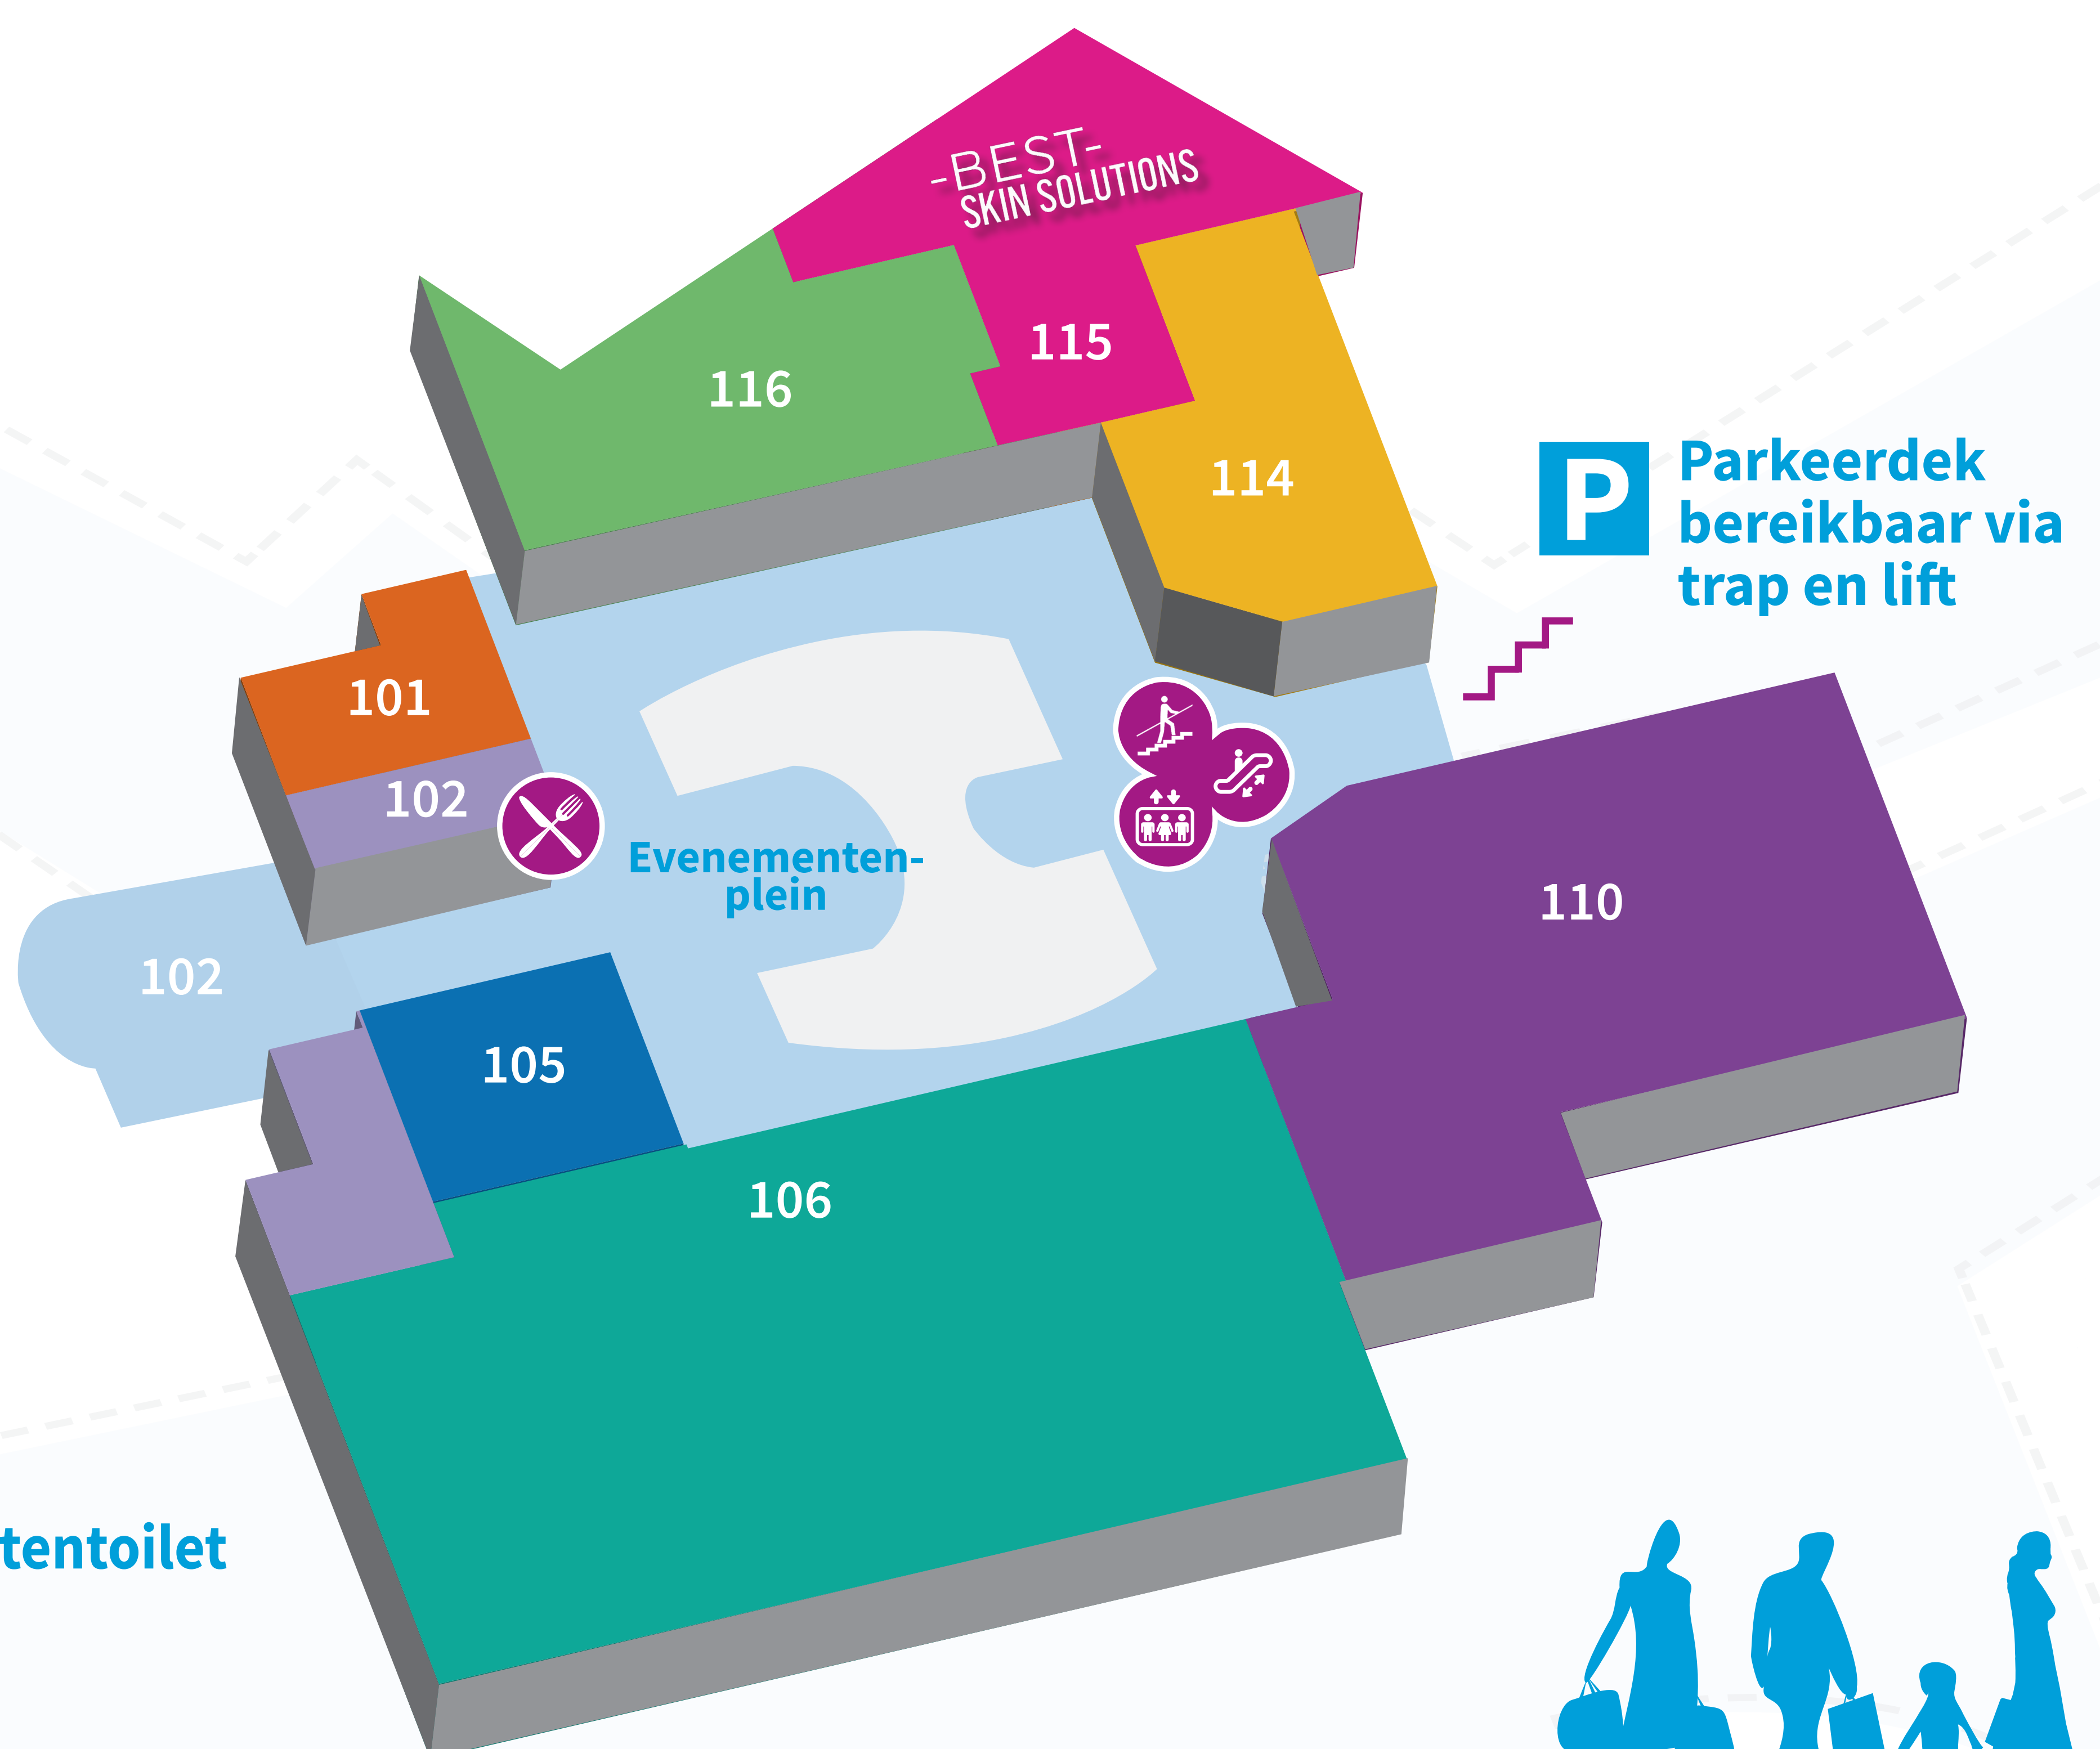 -BEST-
SKIN SOLUTIONS
115
116
114
P
Parkeerdek
bereikbaar via
trap en lift
101
102
Evenementen-
plein
110
102
105
106
tentoilet